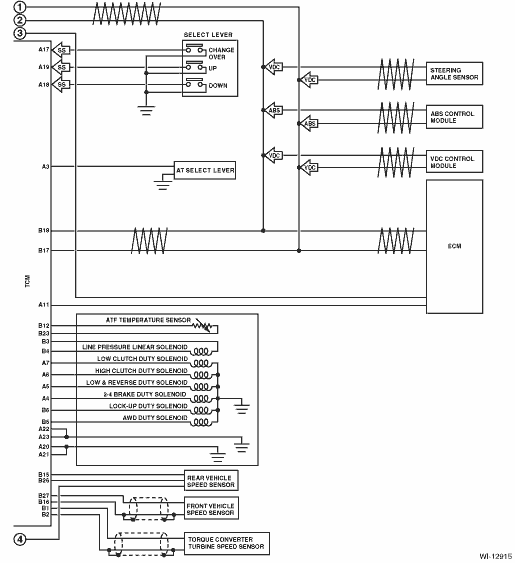 1
2
3
SELECT LEVER
A17
SS
CHANGE
OVER
A19
SS
UP
A18
SS
DOWN
VDC
VDC
STEERING
ANGLE SENSOR
ABS
ABS
ABS CONTROL
MODULE
VDC
VDC
VDC CONTROL
MODULE
A3
AT SELECT LEVER
B18
B17
ECM
TCM
A11
ATF TEMPERATURE SENSOR
B12
B23
B3
LINE PRESSURE LINEAR SOLENOID
B4
LOW CLUTCH DUTY SOLENOID
A7
HIGH CLUTCH DUTY SOLENOID
A6
LOW & REVERSE DUTY SOLENOID
A5
2-4 BRAKE DUTY SOLENOID
A4
LOCK-UP DUTY SOLENOID
B6
AWD DUTY SOLENOID
B5
A22
A23
A20
A21
B15
B26
REAR VEHICLE
SPEED SENSOR
B27
B16
B1
B2
FRONT VEHICLE
SPEED SENSOR
4
TORQUE CONVERTER
TURBINE SPEED SENSOR
WI-12915